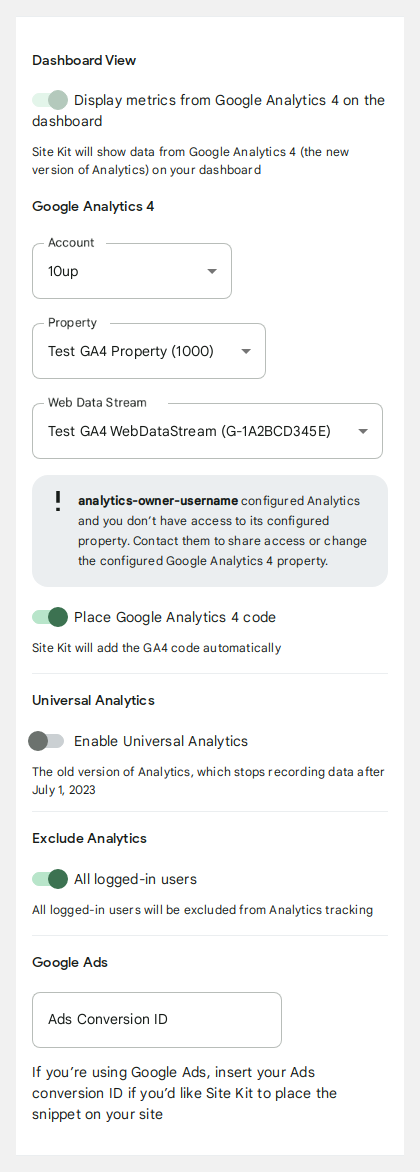 Dashboard View
Display metrics from Google Analytics 4 on the
dashboard
Site Kit will show data from Google Analytics 4 (the new
version of Analytics) on your dashboard
Google Analytics 4
Account
10up
Property
Test GA4 Property (1000)
Web Data Stream
Test GA4 WebDataStream (G-1A2BCD345E)
analytics-owner-username configured Analytics
and you don’t have access to its configured
property. Contact them to share access or change
the configured Google Analytics 4 property.
Place Google Analytics 4 code
Site Kit will add the GA4 code automatically
Universal Analytics
Enable Universal Analytics
The old version of Analytics, which stops recording data after
July 1, 2023
Exclude Analytics
All logged-in users
All logged-in users will be excluded from Analytics tracking
Google Ads
Ads Conversion ID
If you’re using Google Ads, insert your Ads
conversion ID if you’d like Site Kit to place the
snippet on your site